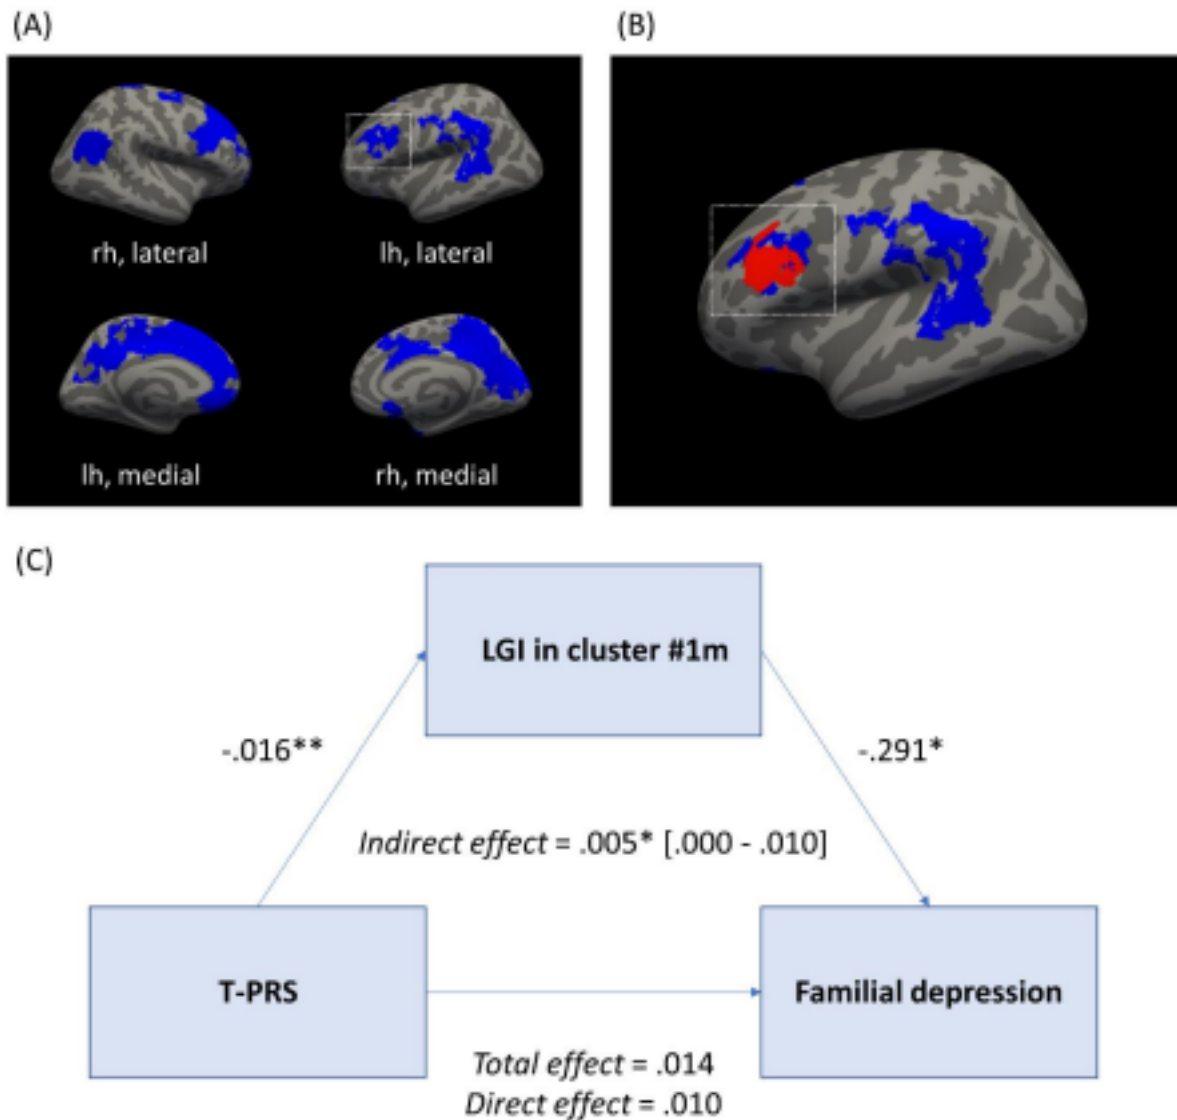 (A)
(B)
rh, lateral
lh, lateral
lh, medial
rh, medial
(C)
LGI in cluster #1m
-.016**
-.291*
Indirect effect = .005* [.000 - .010]
T-PRS
Familial depression
Total effect = .014
Direct effect = .010